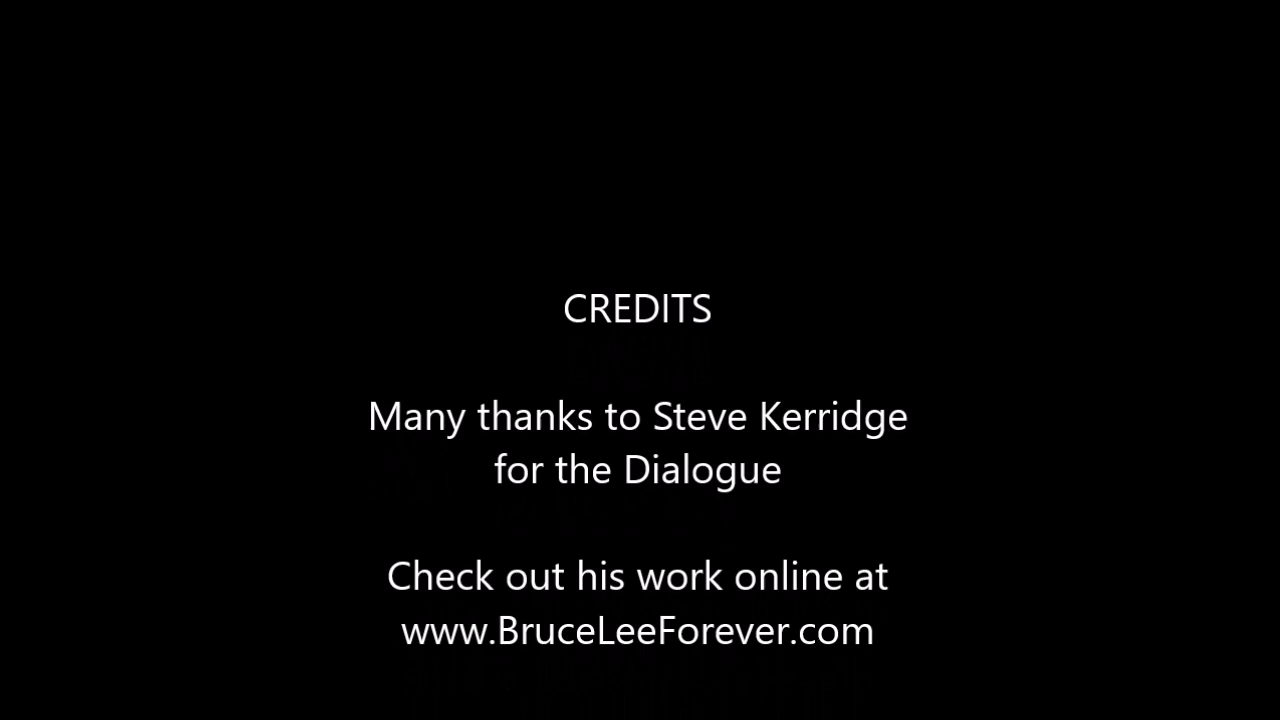 CREDITS
Many thanks to Steve Kerridge
for the Dialogue
Check out his work online at
www.BruceLeeForever.com